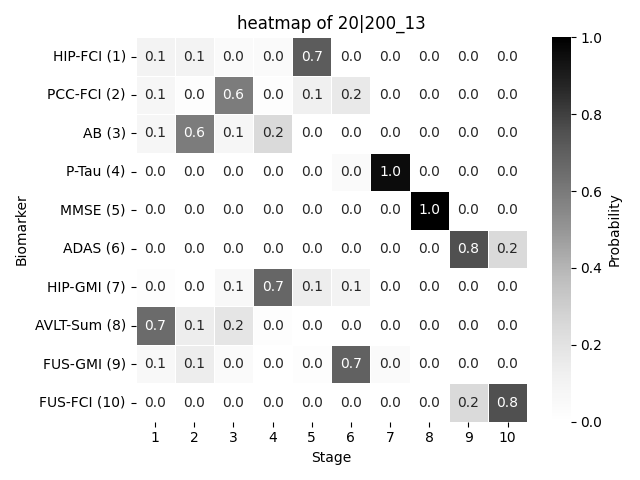 heatmap of 20|200_13
HIP-FCI (1) 0.1 0.1 0.0 0.0 0.7 0.0 0.0 0.0 0.0 0.0
PCC-FCI (2) 0.1 0.0 0.6 0.0 0.1 0.2 0.0 0.0 0.0 0.0
AB (3) 0.1 0.6 0.1 0.2 0.0 0.0 0.0 0.0 0.0 0.0
P-Tau (4) 0.0 0.0 0.0 0.0 0.0 0.0 1.0 0.0 0.0 0.0
MMSE (5) 0.0 0.0 0.0 0.0 0.0 0.0 0.0 1.0 0.0 0.0
ADAS (6) 0.0 0.0 0.0 0.0 0.0 0.0 0.0 0.0 0.8 0.2
HIP-GMI (7) 0.0 0.0 0.1 0.7 0.1 0.1 0.0 0.0 0.0 0.0
AVLT-Sum (8) 0.7 0.1 0.2 0.0 0.0 0.0 0.0 0.0 0.0 0.0
FUS-GMI (9) 0.1 0.1 0.0 0.0 0.0 0.7 0.0 0.0 0.0 0.0
FUS-FCI (10) 0.0 0.0 0.0 0.0 0.0 0.0 0.0 0.0 0.2 0.8
1 2 3 4 5 6 7 8 9 10
Stage
Biomarker
1.0
0.8
0.6
0.4
0.2
0.0
Probability